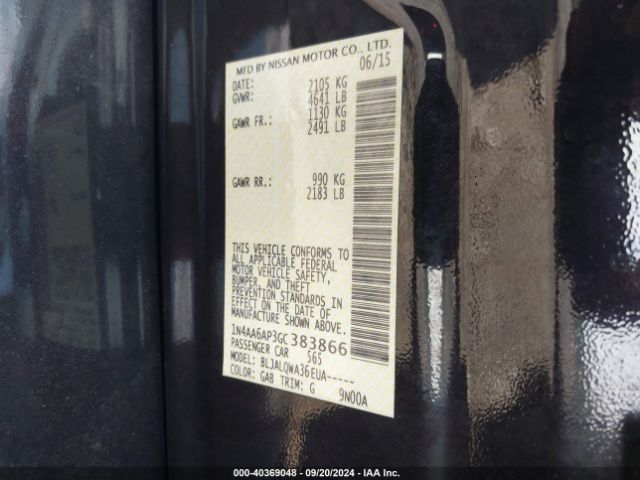 MFD BY NISSAN MOTOR CO., LTD.
DATE: 06/15
GVWR: 2105 KG
4641 LB
GAWR FR.: 1130 KG
2491 LB
GAWR RR.: 990 KG
2183 LB
THIS VEHICLE CONFORMS TO
ALL APPLICABLE FEDERAL
MOTOR VEHICLE SAFETY,
BUMPER, AND THEFT
PREVENTION STANDARDS IN
EFFECT ON THE DATE OF
MANUFACTURE SHOWN ABOVE.
1N4AA6AP3GC383866
PASSENGER CAR 565
MODEL: BLJALQWA36EUA-----
COLOR: GAB TRIM: G 9N00A
000-40369048 - 09/20/2024 - IAA Inc.